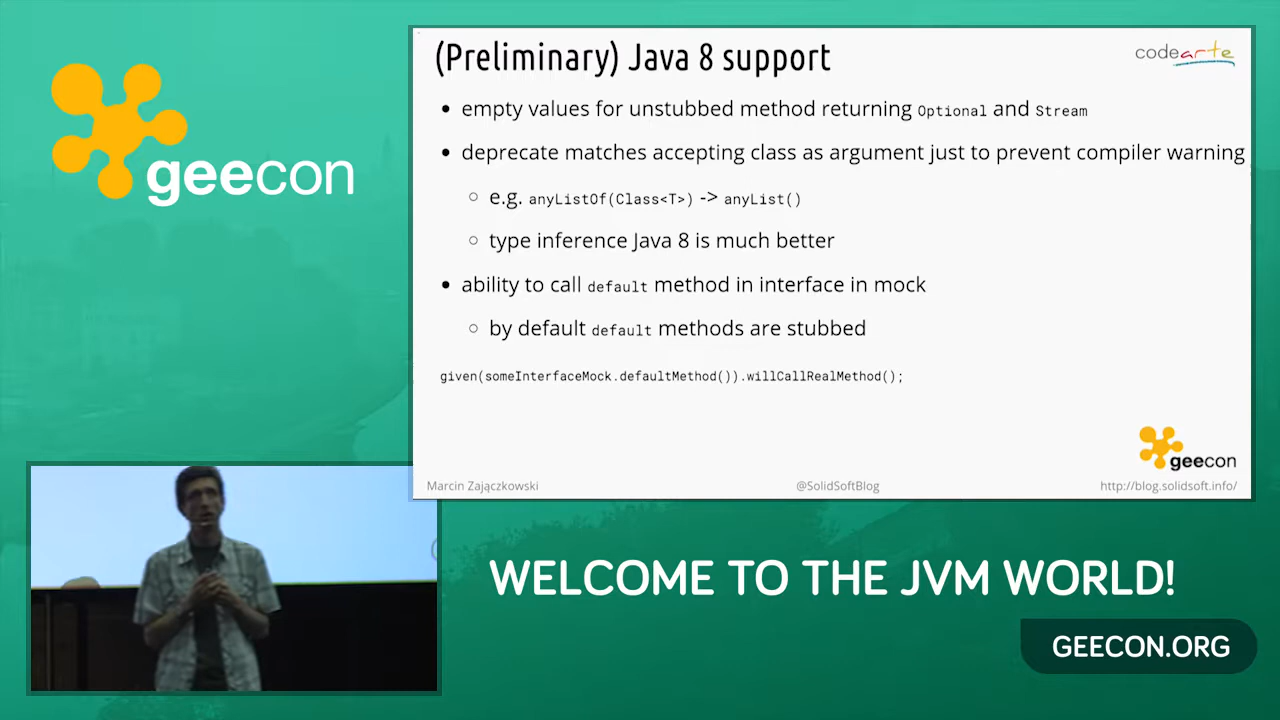 geecon
(Preliminary) Java 8 support
codearte
• empty values for unstubbed method returning Optional and Stream
• deprecate matches accepting class as argument just to prevent compiler warning
○ e.g. anyListOf(Class<T>) -> anyList()
○ type inference Java 8 is much better
• ability to call default method in interface in mock
○ by default default methods are stubbed
given(someInterfaceMock.defaultMethod()).willCallRealMethod();
geecon
Marcin Zajączkowski
@SolidSoftBlog
http://blog.solidsoft.info/
WELCOME TO THE JVM WORLD!
GEECON.ORG